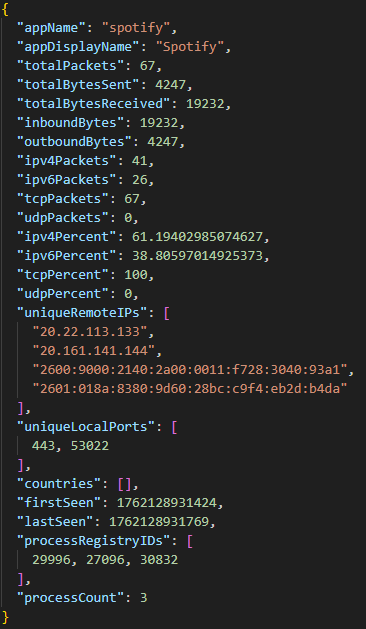 {
"appName": "spotify",
"appDisplayName": "Spotify",
"totalPackets": 67,
"totalBytesSent": 4247,
"totalBytesReceived": 19232,
"inboundBytes": 19232,
"outboundBytes": 4247,
"ipv4Packets": 41,
"ipv6Packets": 26,
"tcpPackets": 67,
"udpPackets": 0,
"ipv4Percent": 61.19402985074627,
"ipv6Percent": 38.80597014925373,
"tcpPercent": 100,
"udpPercent": 0,
"uniqueRemoteIPs": [
"20.22.113.133",
"20.161.141.144",
"2600:9000:2140:2a00:0011:f728:3040:93a1",
"2601:018a:8380:9d60:28bc:c9f4:eb2d:b4da"
],
"uniqueLocalPorts": [
443, 53022
],
"countries": [],
"firstSeen": 1762128931424,
"lastSeen": 1762128931769,
"processRegistryIDs": [
29996, 27096, 30832
],
"processCount": 3
}